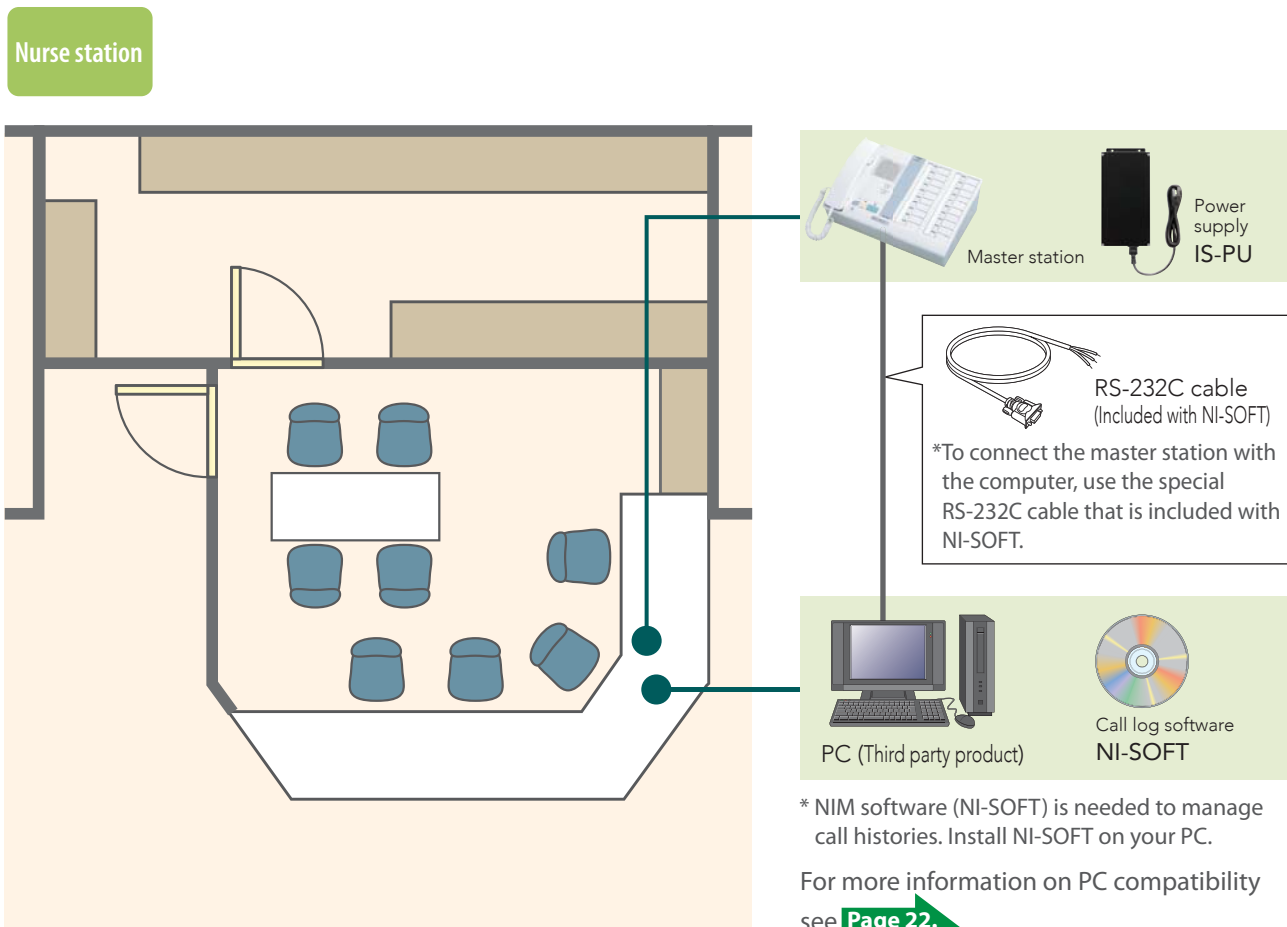 Nurse station
Master station
Power
supply
IS-PU
RS-232C cable
(Included with NI-SOFT)
*To connect the master station with
the computer, use the special
RS-232C cable that is included with
NI-SOFT.
PC (Third party product)
Call log software
NI-SOFT
* NIM software (NI-SOFT) is needed to manage
call histories. Install NI-SOFT on your PC.
For more information on PC compatibility
see Page 22.